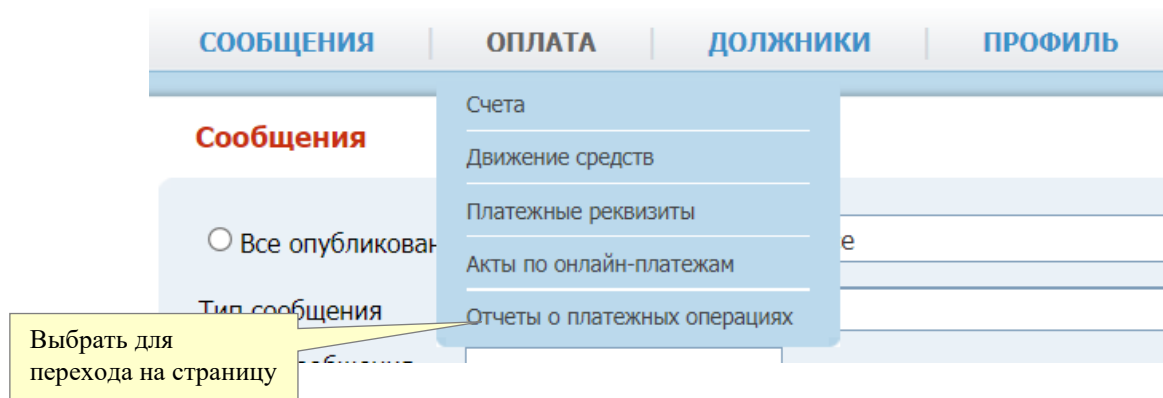 СООБЩЕНИЯ ОПЛАТА ДОЛЖНИКИ ПРОФИЛЬ
Счета
Сообщения
Движение средств
Платежные реквизиты
Все опубликован
е
Акты по онлайн-платежам
Тип сообщения
Отчеты о платежных операциях
Выбрать для
перехода на страницу